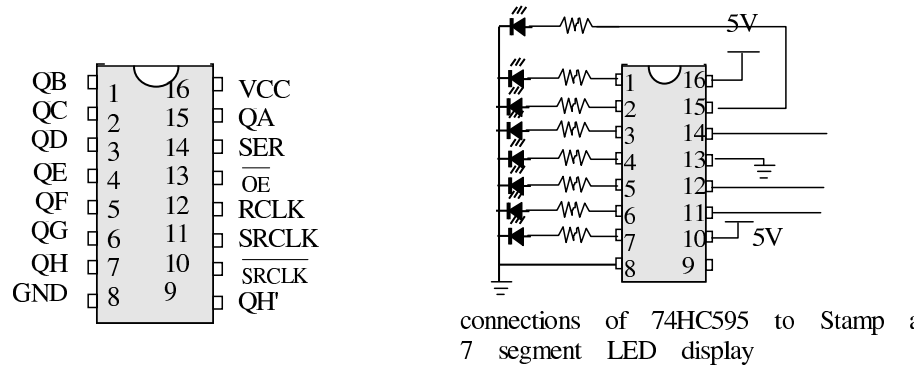 QB 1 16 VCC
QC 2 15 QA
QD 3 14 SER
QE 4 13 OE
QF 5 12 RCLK
QG 6 11 SRCLK
QH 7 10 SRCLK
GND 8 9 QH'
5V
1 16
2 15
3 14
4 13
5 12
6 11
7 10 5V
8 9
connections of 74HC595 to Stamp a
7 segment LED display